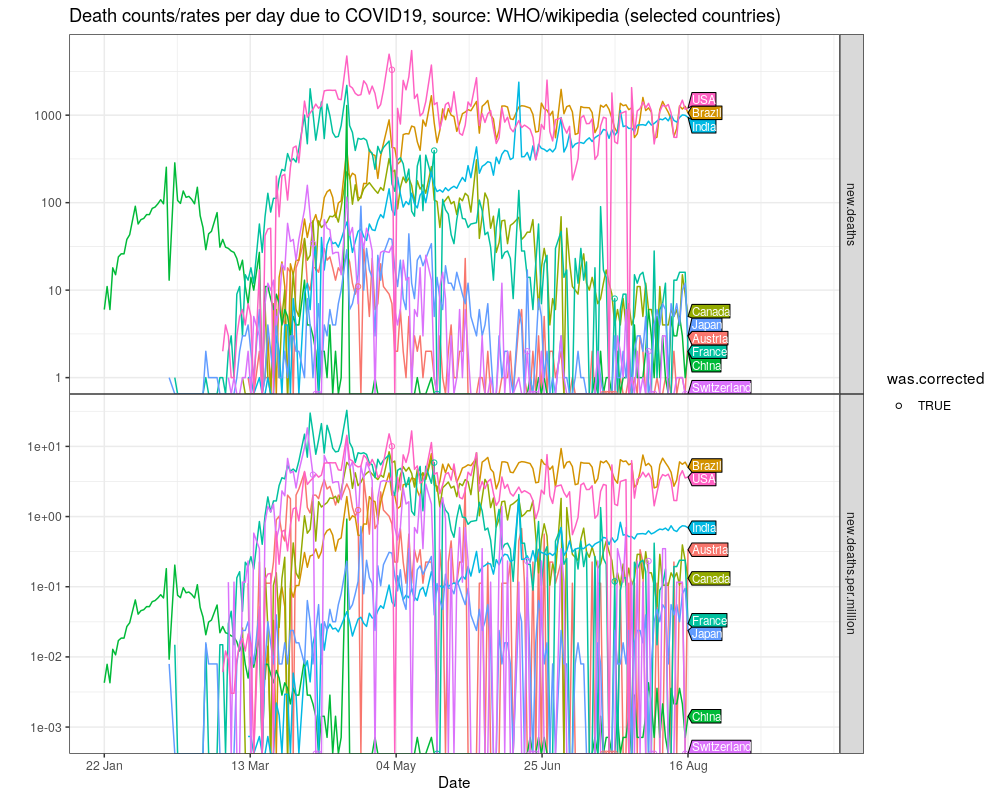 Death counts/rates per day due to COVID19, source: WHO/wikipedia (selected countries)
1000
100
10
1
USA
Brazil
India
Canada
Japan
Austria
France
China
Switzerland
new.deaths
1e+01
1e+00
1e-01
1e-02
1e-03
Brazil
USA
India
Austria
Canada
France
Japan
China
Switzerland
new.deaths.per.million
22 Jan
13 Mar
04 May
25 Jun
16 Aug
Date
was.corrected
TRUE